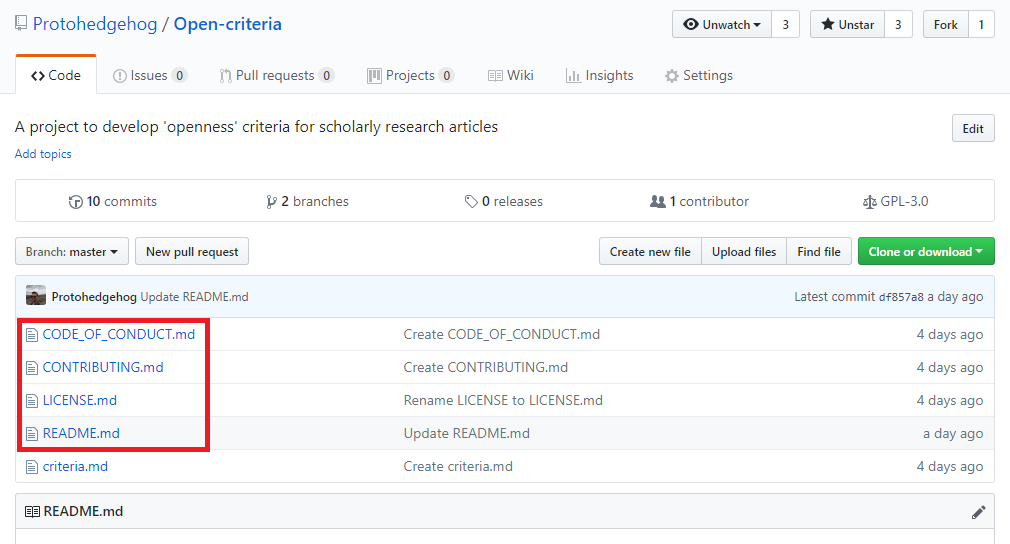 Protohedgehog / Open-criteria Unwatch 3 Unstar 3 Fork 1
Code Issues 0 Pull requests 0 Projects 0 Wiki Insights Settings
A project to develop 'openness' criteria for scholarly research articles Edit
Add topics
10 commits 2 branches 0 releases 1 contributor GPL-3.0
Branch: master New pull request Create new file Upload files Find file Clone or download
Protohedgehog Update README.md Latest commit df857a8 a day ago
CODE_OF_CONDUCT.md Create CODE_OF_CONDUCT.md 4 days ago
CONTRIBUTING.md Create CONTRIBUTING.md 4 days ago
LICENSE.md Rename LICENSE to LICENSE.md 4 days ago
README.md Update README.md a day ago
criteria.md Create criteria.md 4 days ago
README.md